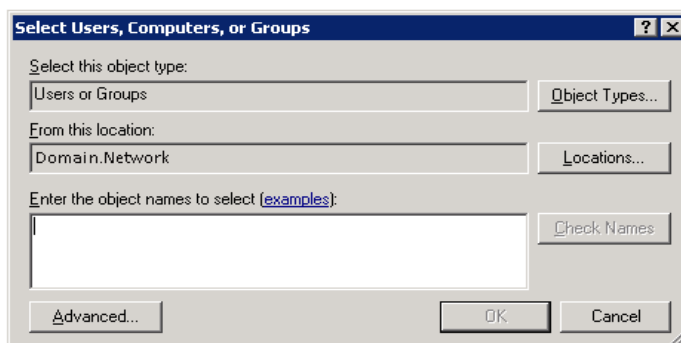 Select Users, Computers, or Groups
Select this object type:
Users or Groups
Object Types...
From this location:
Domain.Network
Locations...
Enter the object names to select (examples):
Check Names
Advanced...
OK
Cancel